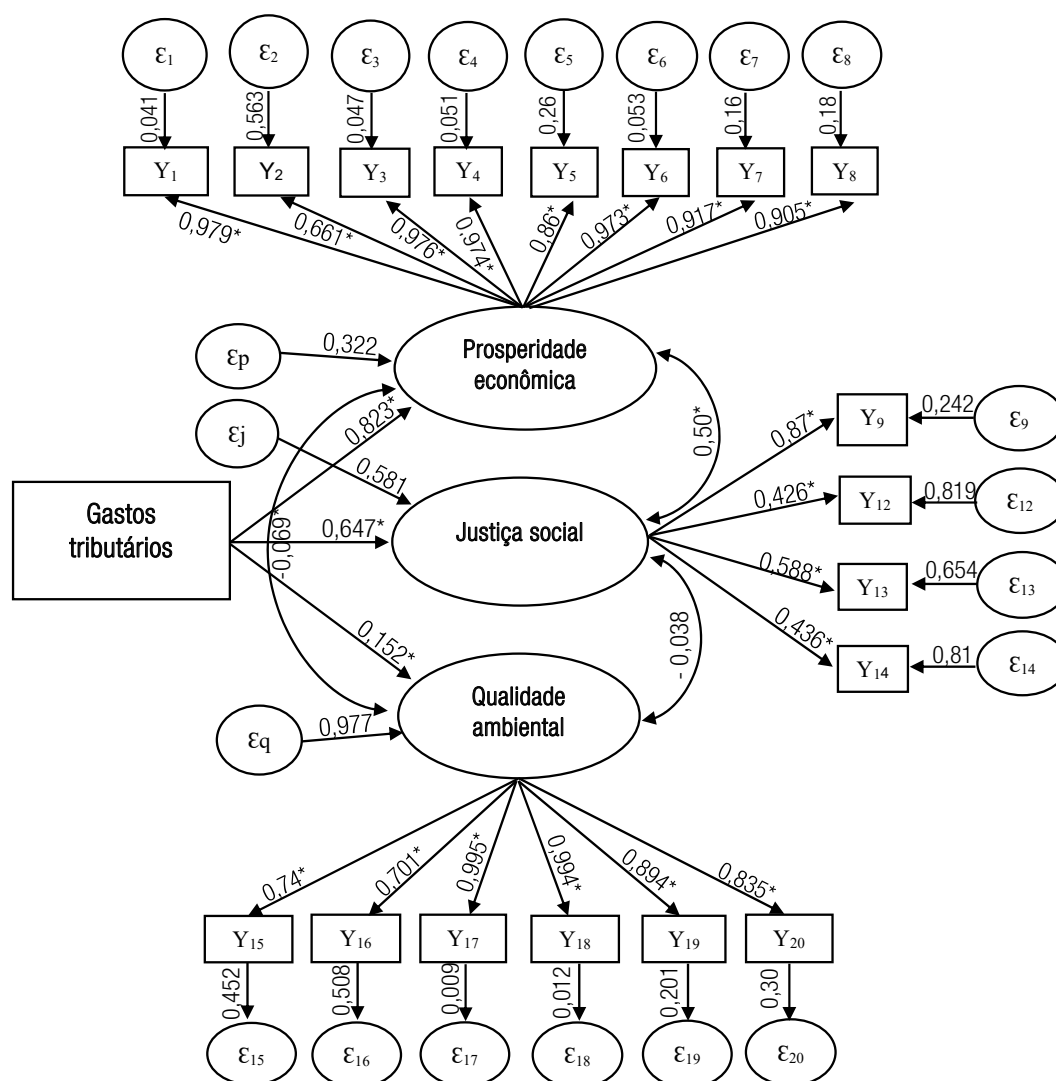 ε1 ε2 ε3 ε4 ε5 ε6 ε7 ε8
0,041 0,563 0,047 0,051 0,26 0,053 0,16 0,18
Y1 Y2 Y3 Y4 Y5 Y6 Y7 Y8
0,979* 0,661* 0,976* 0,974* 0,86* 0,973* 0,917* 0,905*
Prosperidade
econômica
εp 0,322
εj 0,581
0,823*
0,50*
-0,069*
Gastos
tributários
0,647*
Justiça social
0,152*
- 0,038
0,87* Y9 0,242 ε9
0,426* Y12 0,819 ε12
0,588* Y13 0,654 ε13
0,436* Y14 0,81 ε14
Qualidade
ambiental
εq 0,977
0,74* 0,701* 0,995* 0,994* 0,894* 0,835*
Y15 Y16 Y17 Y18 Y19 Y20
0,452 0,508 0,009 0,012 0,201 0,30
ε15 ε16 ε17 ε18 ε19 ε20